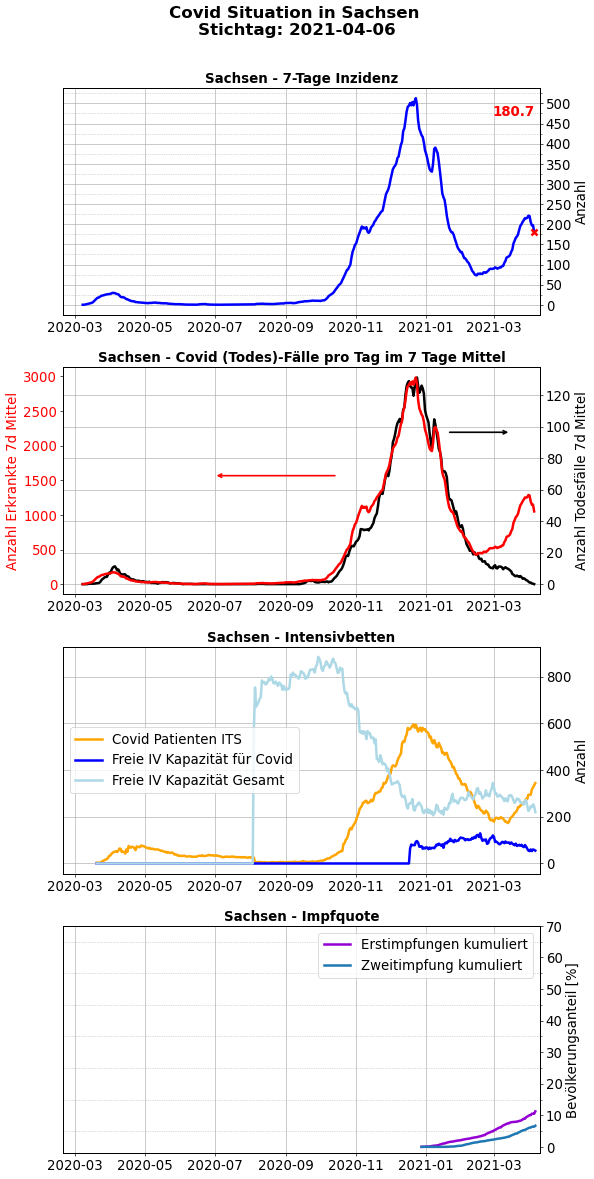 Covid Situation in Sachsen
Stichtag: 2021-04-06
Sachsen - 7-Tage Inzidenz
180.7
500
450
400
350
300
250
200
150
100
50
0
Anzahl
2020-03 2020-05 2020-07 2020-09 2020-11 2021-01 2021-03
Sachsen - Covid (Todes)-Fälle pro Tag im 7 Tage Mittel
Anzahl Erkrankte 7d Mittel
3000
2500
2000
1500
1000
500
0
120
100
80
60
40
20
0
Anzahl Todesfälle 7d Mittel
2020-03 2020-05 2020-07 2020-09 2020-11 2021-01 2021-03
Sachsen - Intensivbetten
Covid Patienten ITS
Freie IV Kapazität für Covid
Freie IV Kapazität Gesamt
800
600
400
200
0
Anzahl
2020-03 2020-05 2020-07 2020-09 2020-11 2021-01 2021-03
Sachsen - Impfquote
Erstimpfungen kumuliert
Zweitimpfung kumuliert
70
60
50
40
30
20
10
0
Bevölkerungsanteil [%]
2020-03 2020-05 2020-07 2020-09 2020-11 2021-01 2021-03